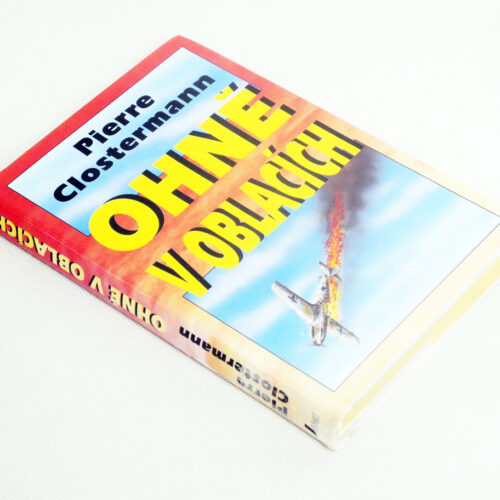 Pierre
Clostermann
OHNĚ
V OBLACÍCH
OHNĚ V OBLACÍCH
Pierre
Clostermann